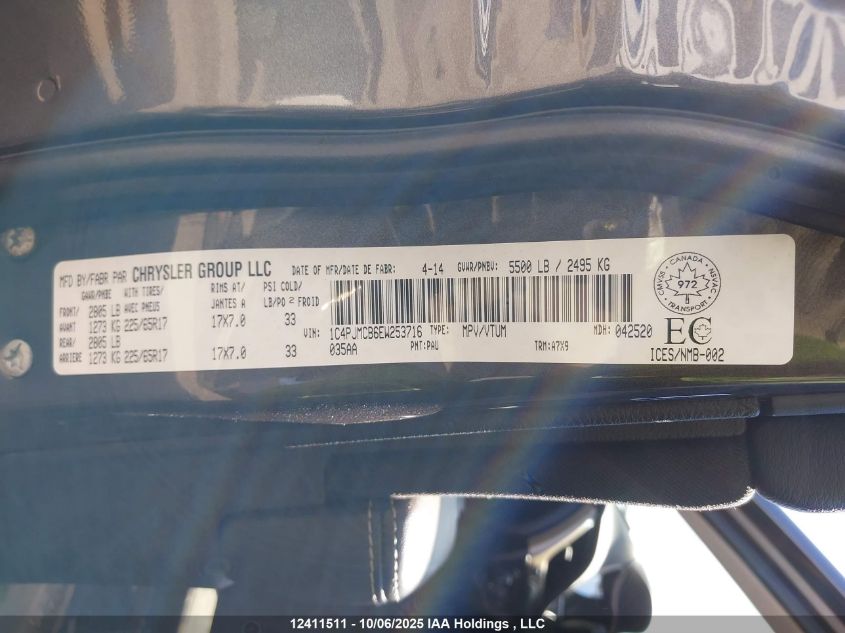 MFD BY/FABR PAR CHRYSLER GROUP LLC DATE OF MFR/DATE DE FABR: 4-14 GVWR/PNBV: 5500 LB / 2495 KG
GAWR/PNBE WITH TIRES/ RIMS AT/ PSI COLD/
AVEC PNEUS JANTES A LB/PO² FROID
FRONT/ 2805 LB
AVANT 1273 KG 225/65R17 17X7.0 33
REAR/ 2805 LB
ARRIERE 1273 KG 225/65R17 17X7.0 33
VIN: 1C4PJMCB6EW253716 TYPE: MPV/VTUM MDH: 042520
035AA PNT:PAU TRM:A7X9
CANADA
CMVSS NSVAC
972
TRANSPORT
EC
ICES/NMB-002
12411511 - 10/06/2025 IAA Holdings , LLC